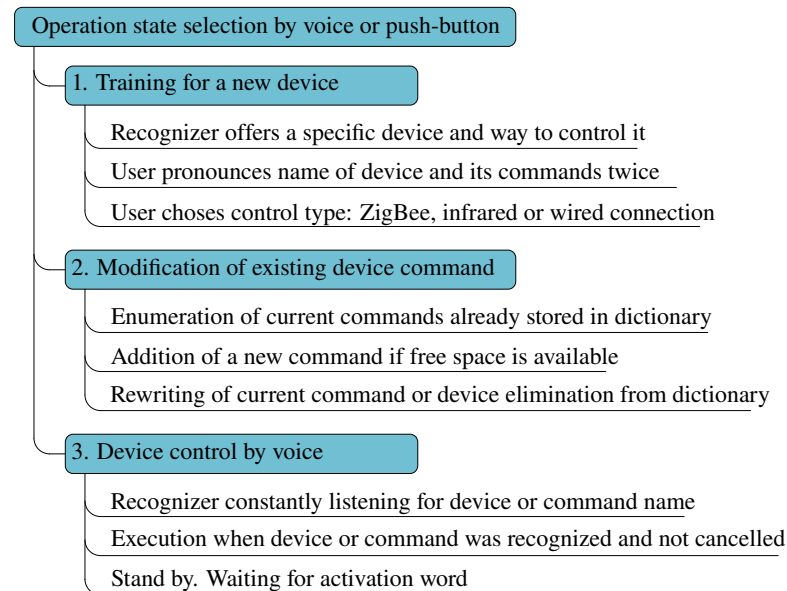 Operation state selection by voice or push-button
1. Training for a new device
Recognizer offers a specific device and way to control it
User pronounces name of device and its commands twice
User choses control type: ZigBee, infrared or wired connection
2. Modification of existing device command
Enumeration of current commands already stored in dictionary
Addition of a new command if free space is available
Rewriting of current command or device elimination from dictionary
3. Device control by voice
Recognizer constantly listening for device or command name
Execution when device or command was recognized and not cancelled
Stand by. Waiting for activation word